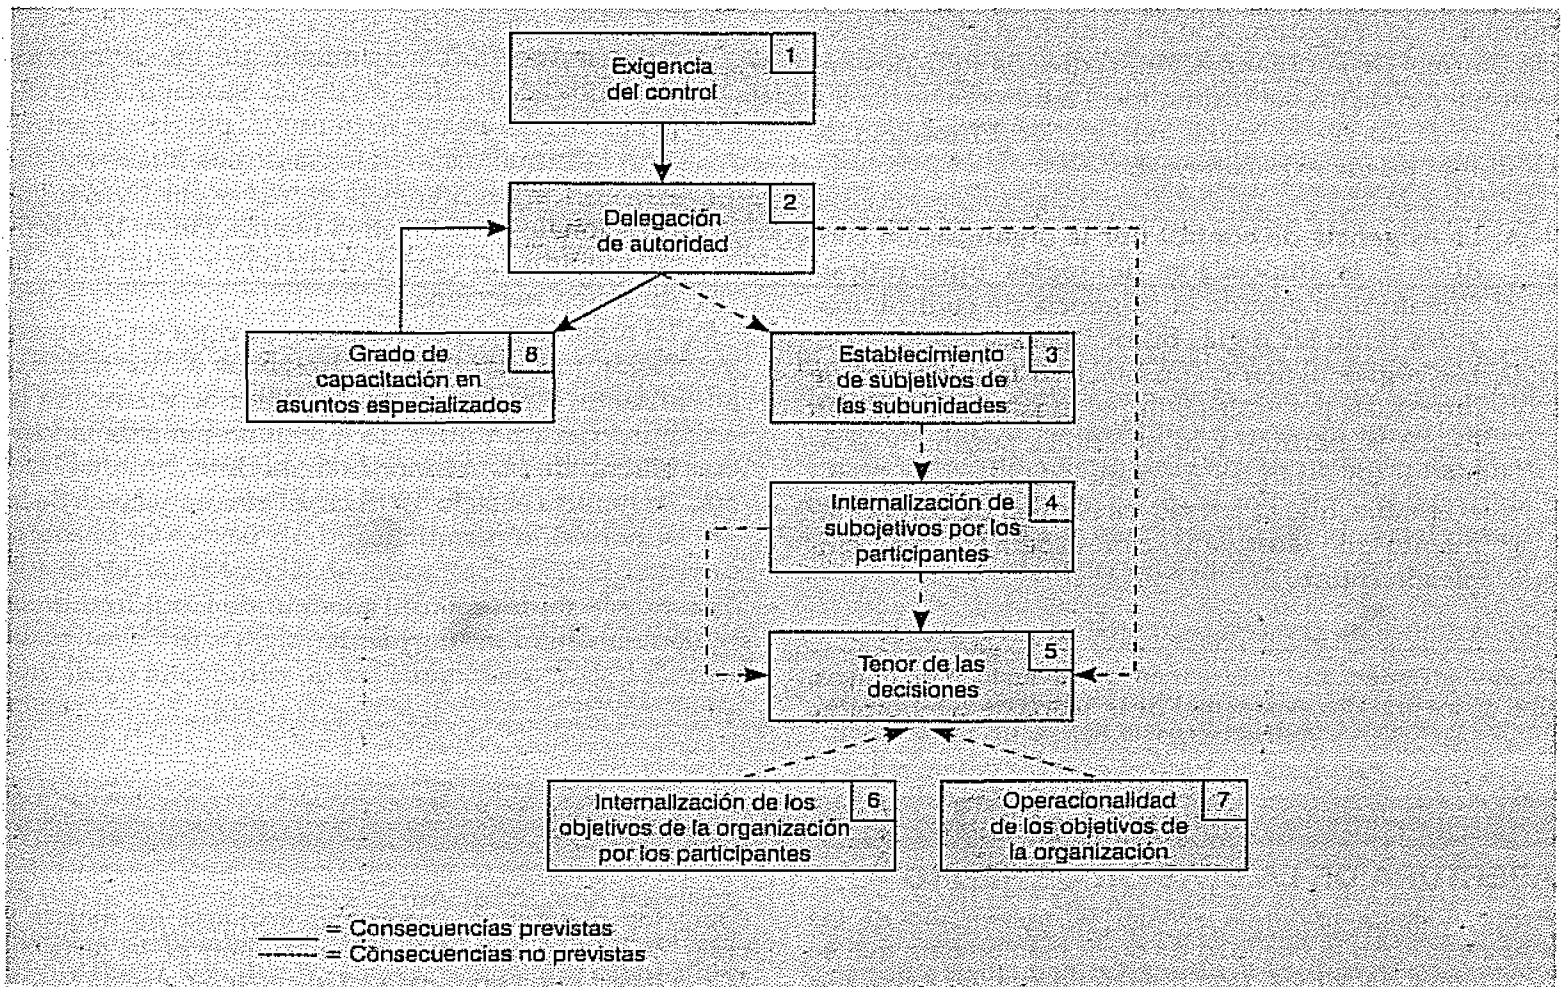 1
Exigencia
del control
2
Delegación
de autoridad
8
Grado de
capacitación en
asuntos especializados
3
Establecimiento
de subjetivos de
las subunidades
4
Internalización de
subojetivos por los
participantes
5
Tenor de las
decisiones
6
Internalización de los
objetivos de la organización
por los participantes
7
Operacionalidad
de los objetivos de
la organización
= Consecuencias previstas
= Consecuencias no previstas